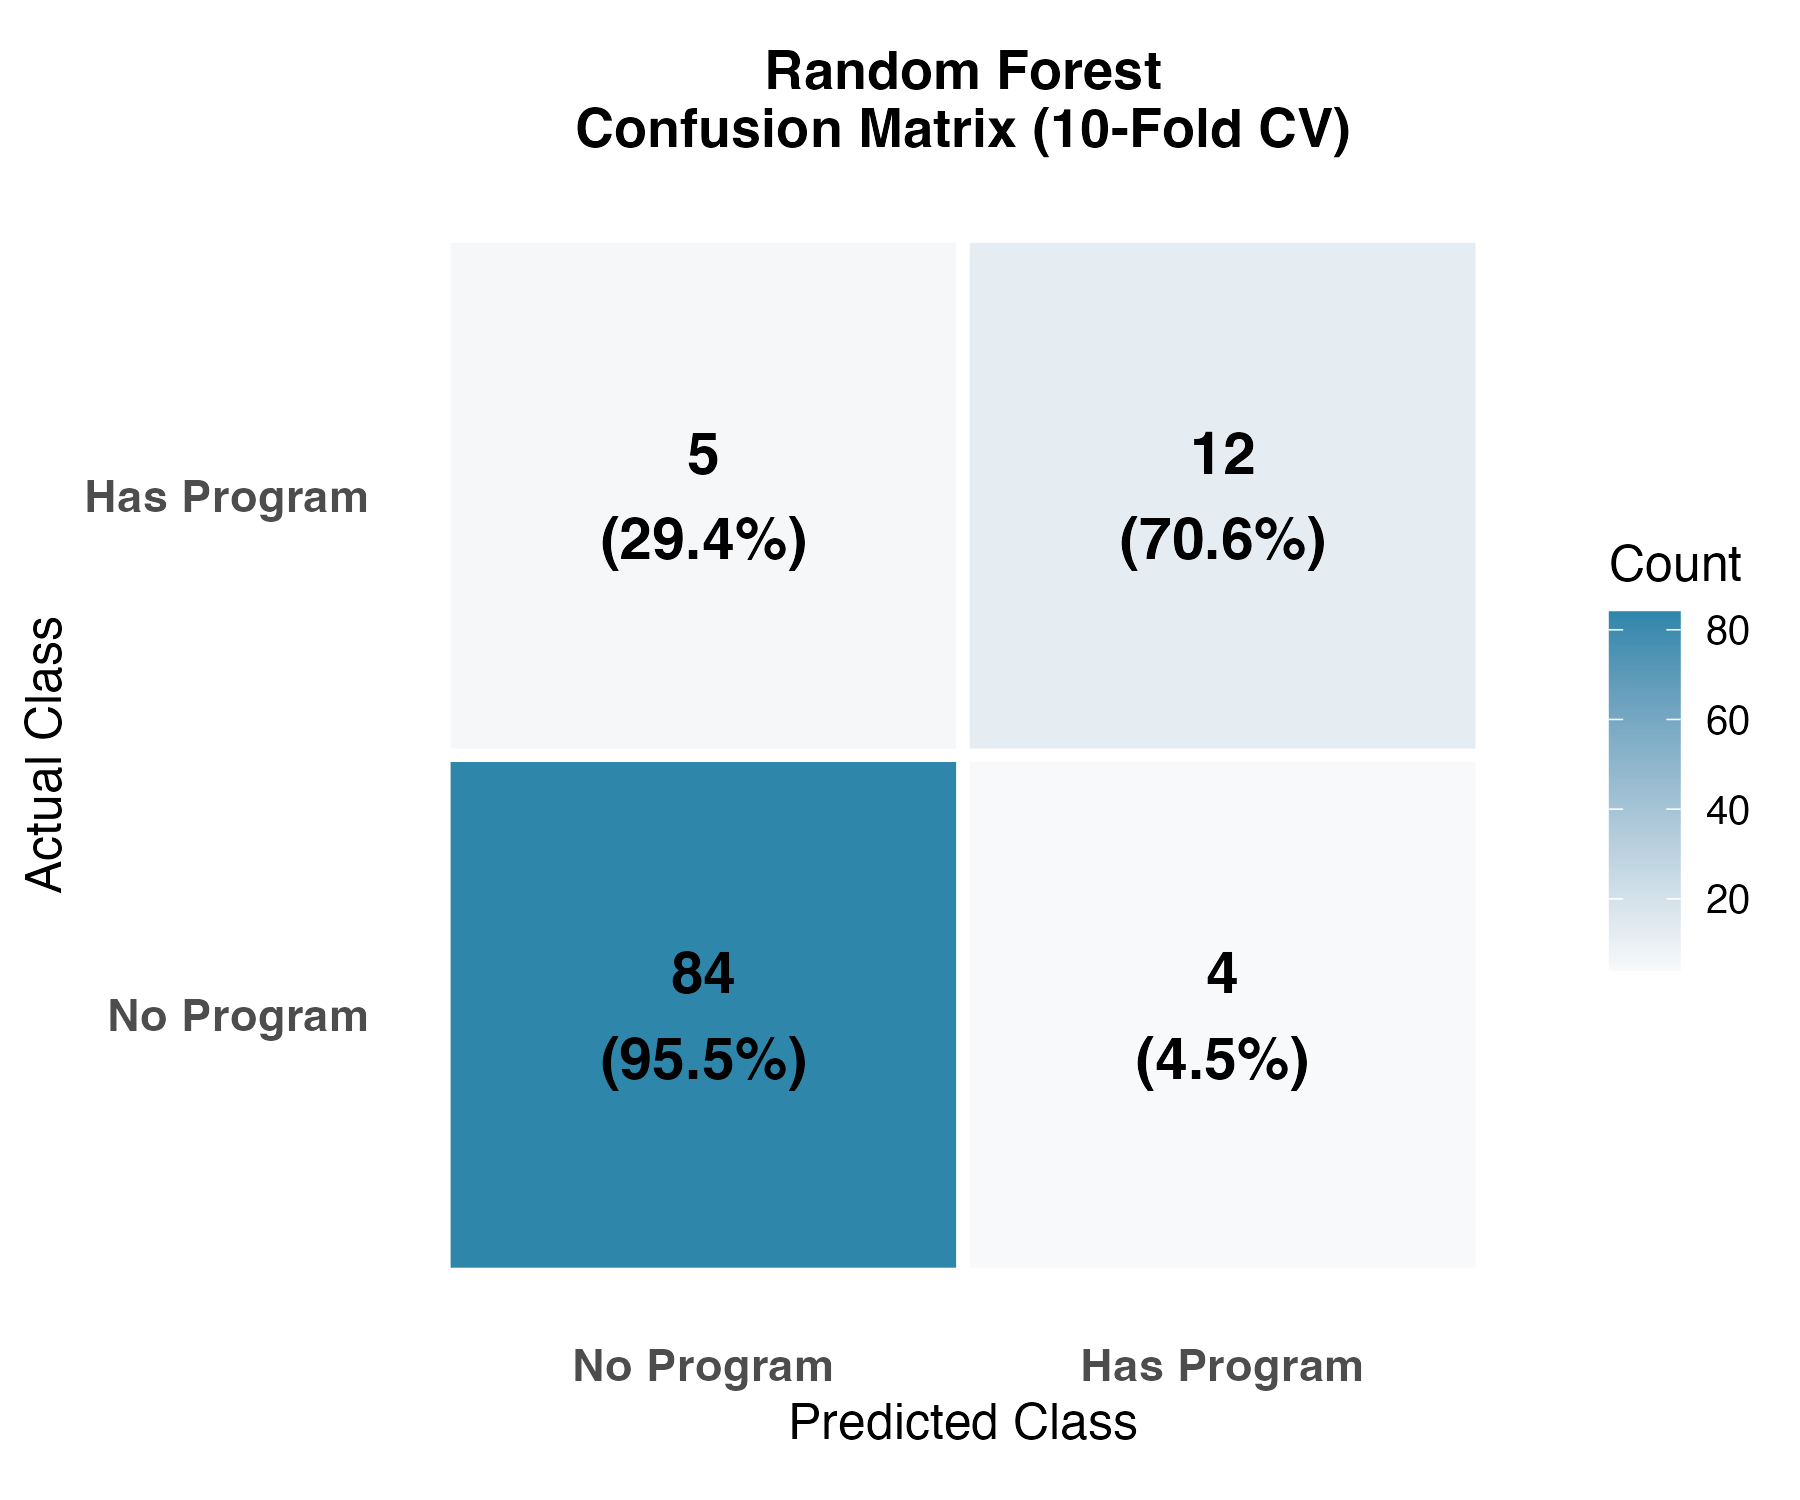 Random Forest
Confusion Matrix (10-Fold CV)
Actual Class
Has Program
5
(29.4%)
12
(70.6%)
No Program
84
(95.5%)
4
(4.5%)
No Program
Has Program
Predicted Class
Count
80
60
40
20